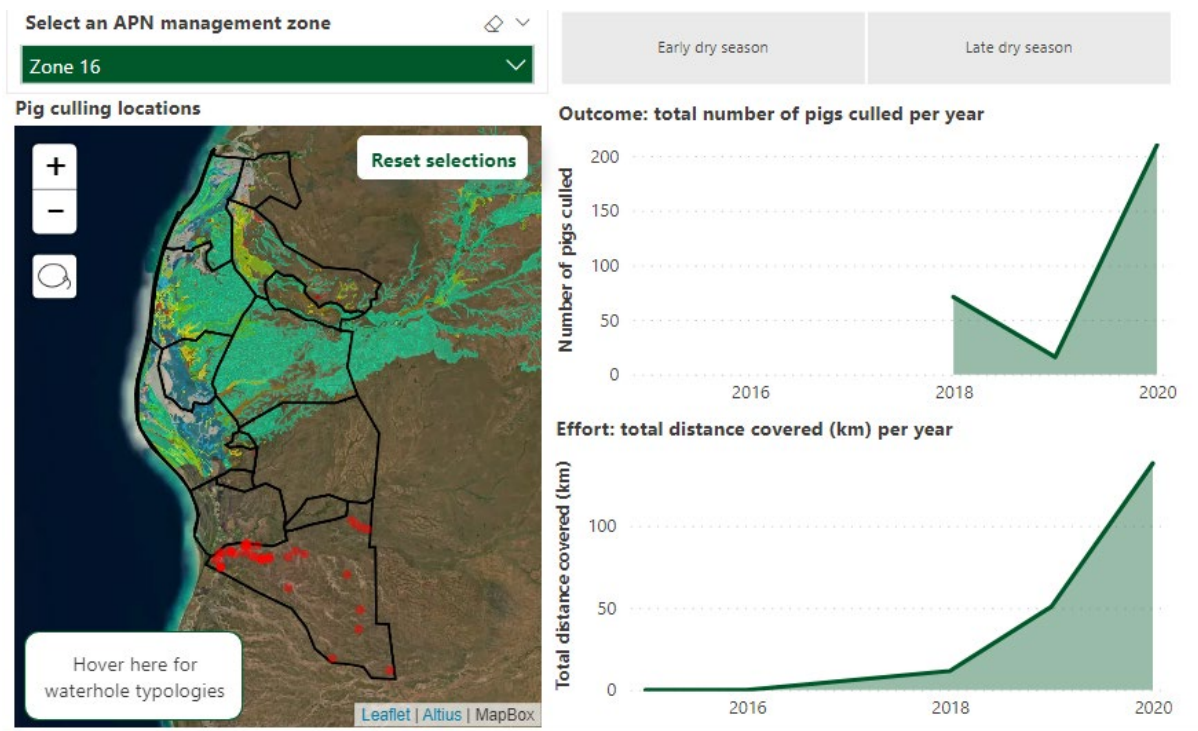 Select an APN management zone
Zone 16
Early dry season
Late dry season
Pig culling locations
+
−
Reset selections
Hover here for
waterhole typologies
Leaflet | Altius | MapBox
Outcome: total number of pigs culled per year
Number of pigs culled
200
150
100
50
0
2016
2018
2020
Effort: total distance covered (km) per year
Total distance covered (km)
100
50
0
2016
2018
2020